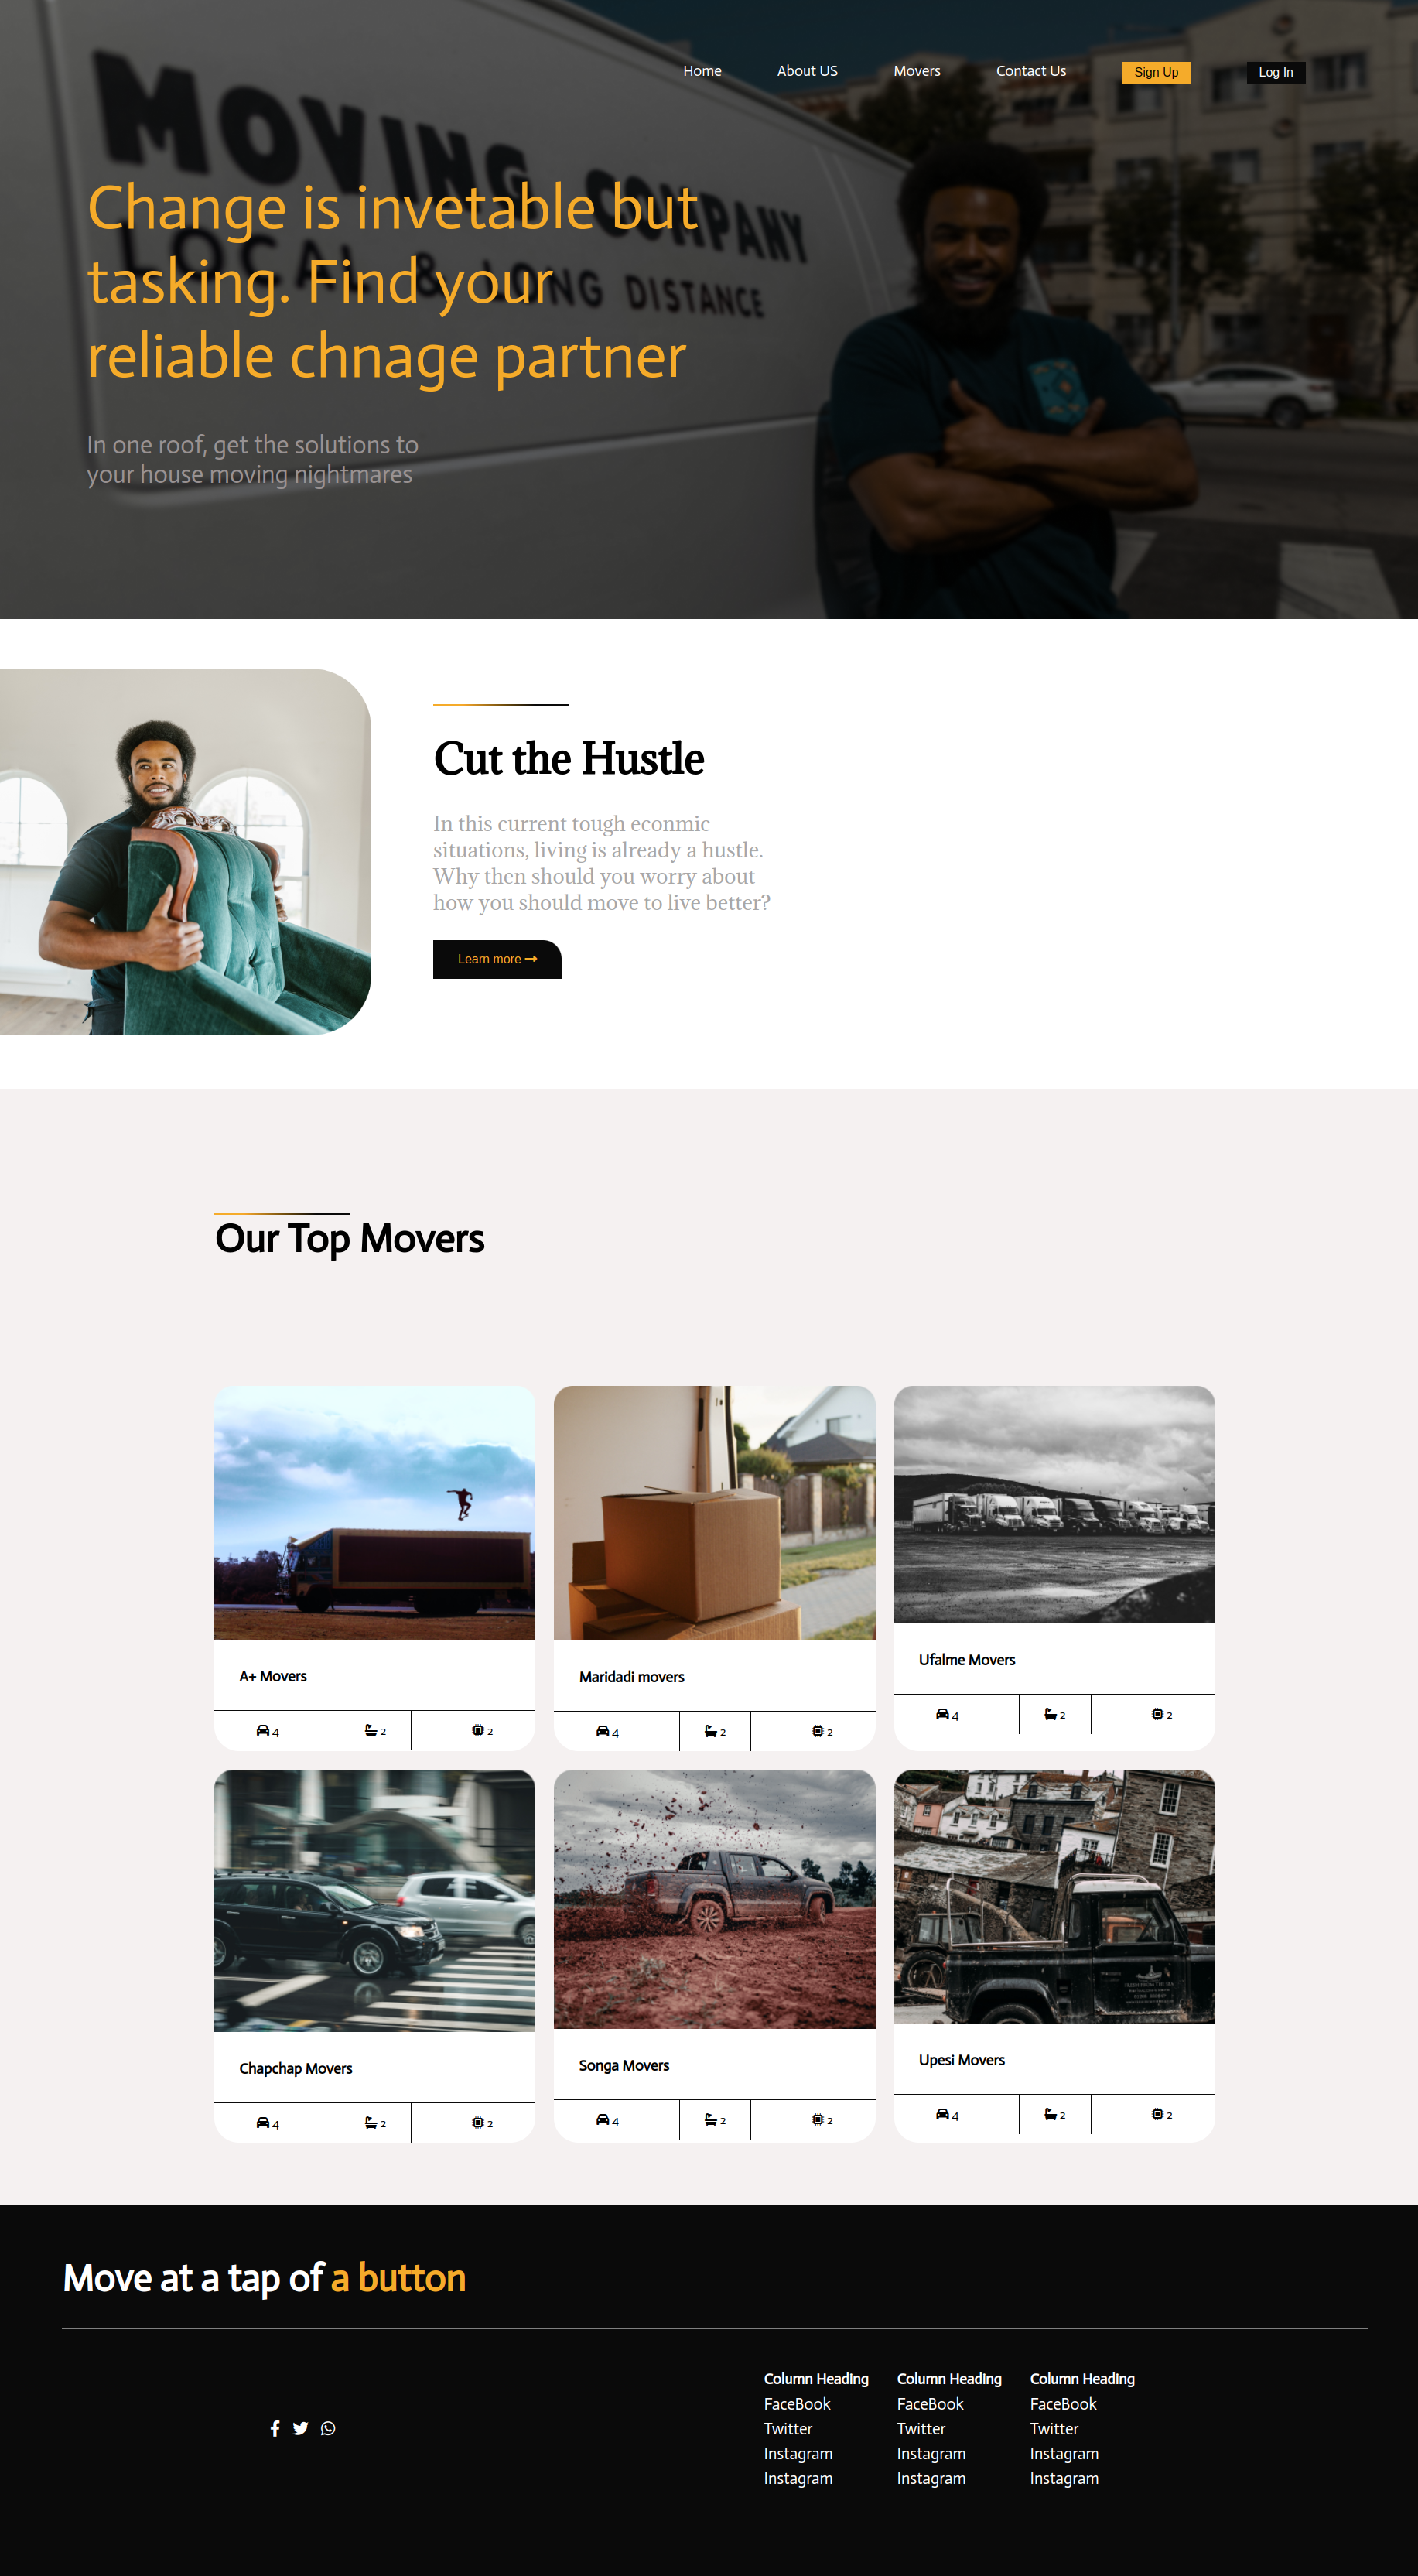 Home About US Movers Contact Us Sign Up Log In
MOVING COMPANY
LOCAL & LONG DISTANCE
Change is invetable but
tasking. Find your
reliable chnage partner
In one roof, get the solutions to
your house moving nightmares
Cut the Hustle
In this current tough econmic
situations, living is already a hustle.
Why then should you worry about
how you should move to live better?
Learn more
Our Top Movers
A+ Movers
4 2 2
Maridadi movers
4 2 2
Ufalme Movers
4 2 2
Chapchap Movers
4 2 2
Songa Movers
4 2 2
Upesi Movers
4 2 2
Move at a tap of a button
Column Heading
FaceBook
Twitter
Instagram
Instagram
Column Heading
FaceBook
Twitter
Instagram
Instagram
Column Heading
FaceBook
Twitter
Instagram
Instagram